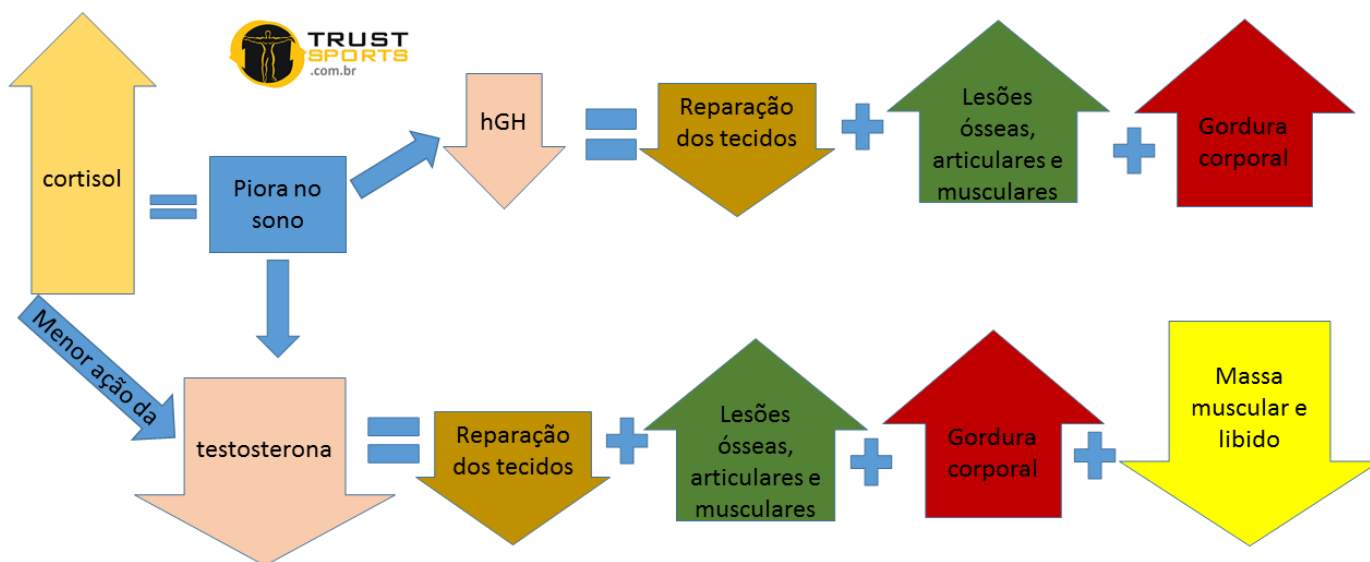 TRUST
SPORTS
.com.br
cortisol
Piora no
sono
hGH
Reparação
dos tecidos
Lesões
ósseas,
articulares e
musculares
Gordura
corporal
Menor ação da
testosterona
Reparação
dos tecidos
Lesões
ósseas,
articulares e
musculares
Gordura
corporal
Massa
muscular e
libido